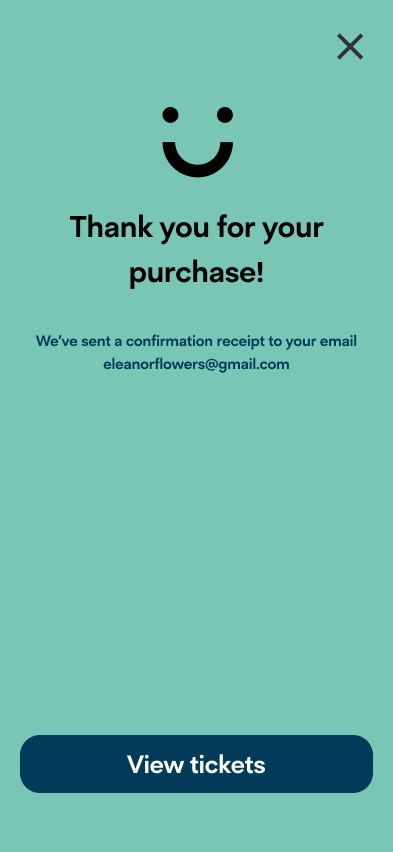 Thank you for your
purchase!
We’ve sent a confirmation receipt to your email
eleanorflowers@gmail.com
View tickets